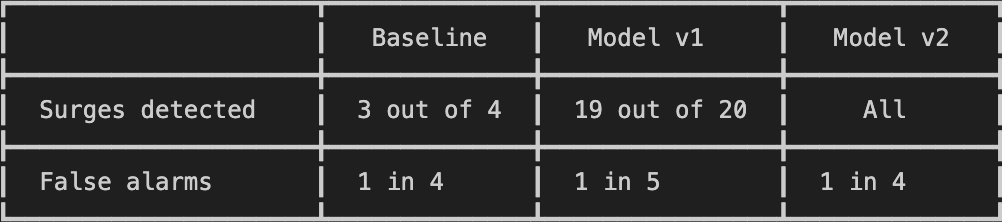 Baseline Model v1 Model v2
Surges detected 3 out of 4 19 out of 20 All
False alarms 1 in 4 1 in 5 1 in 4